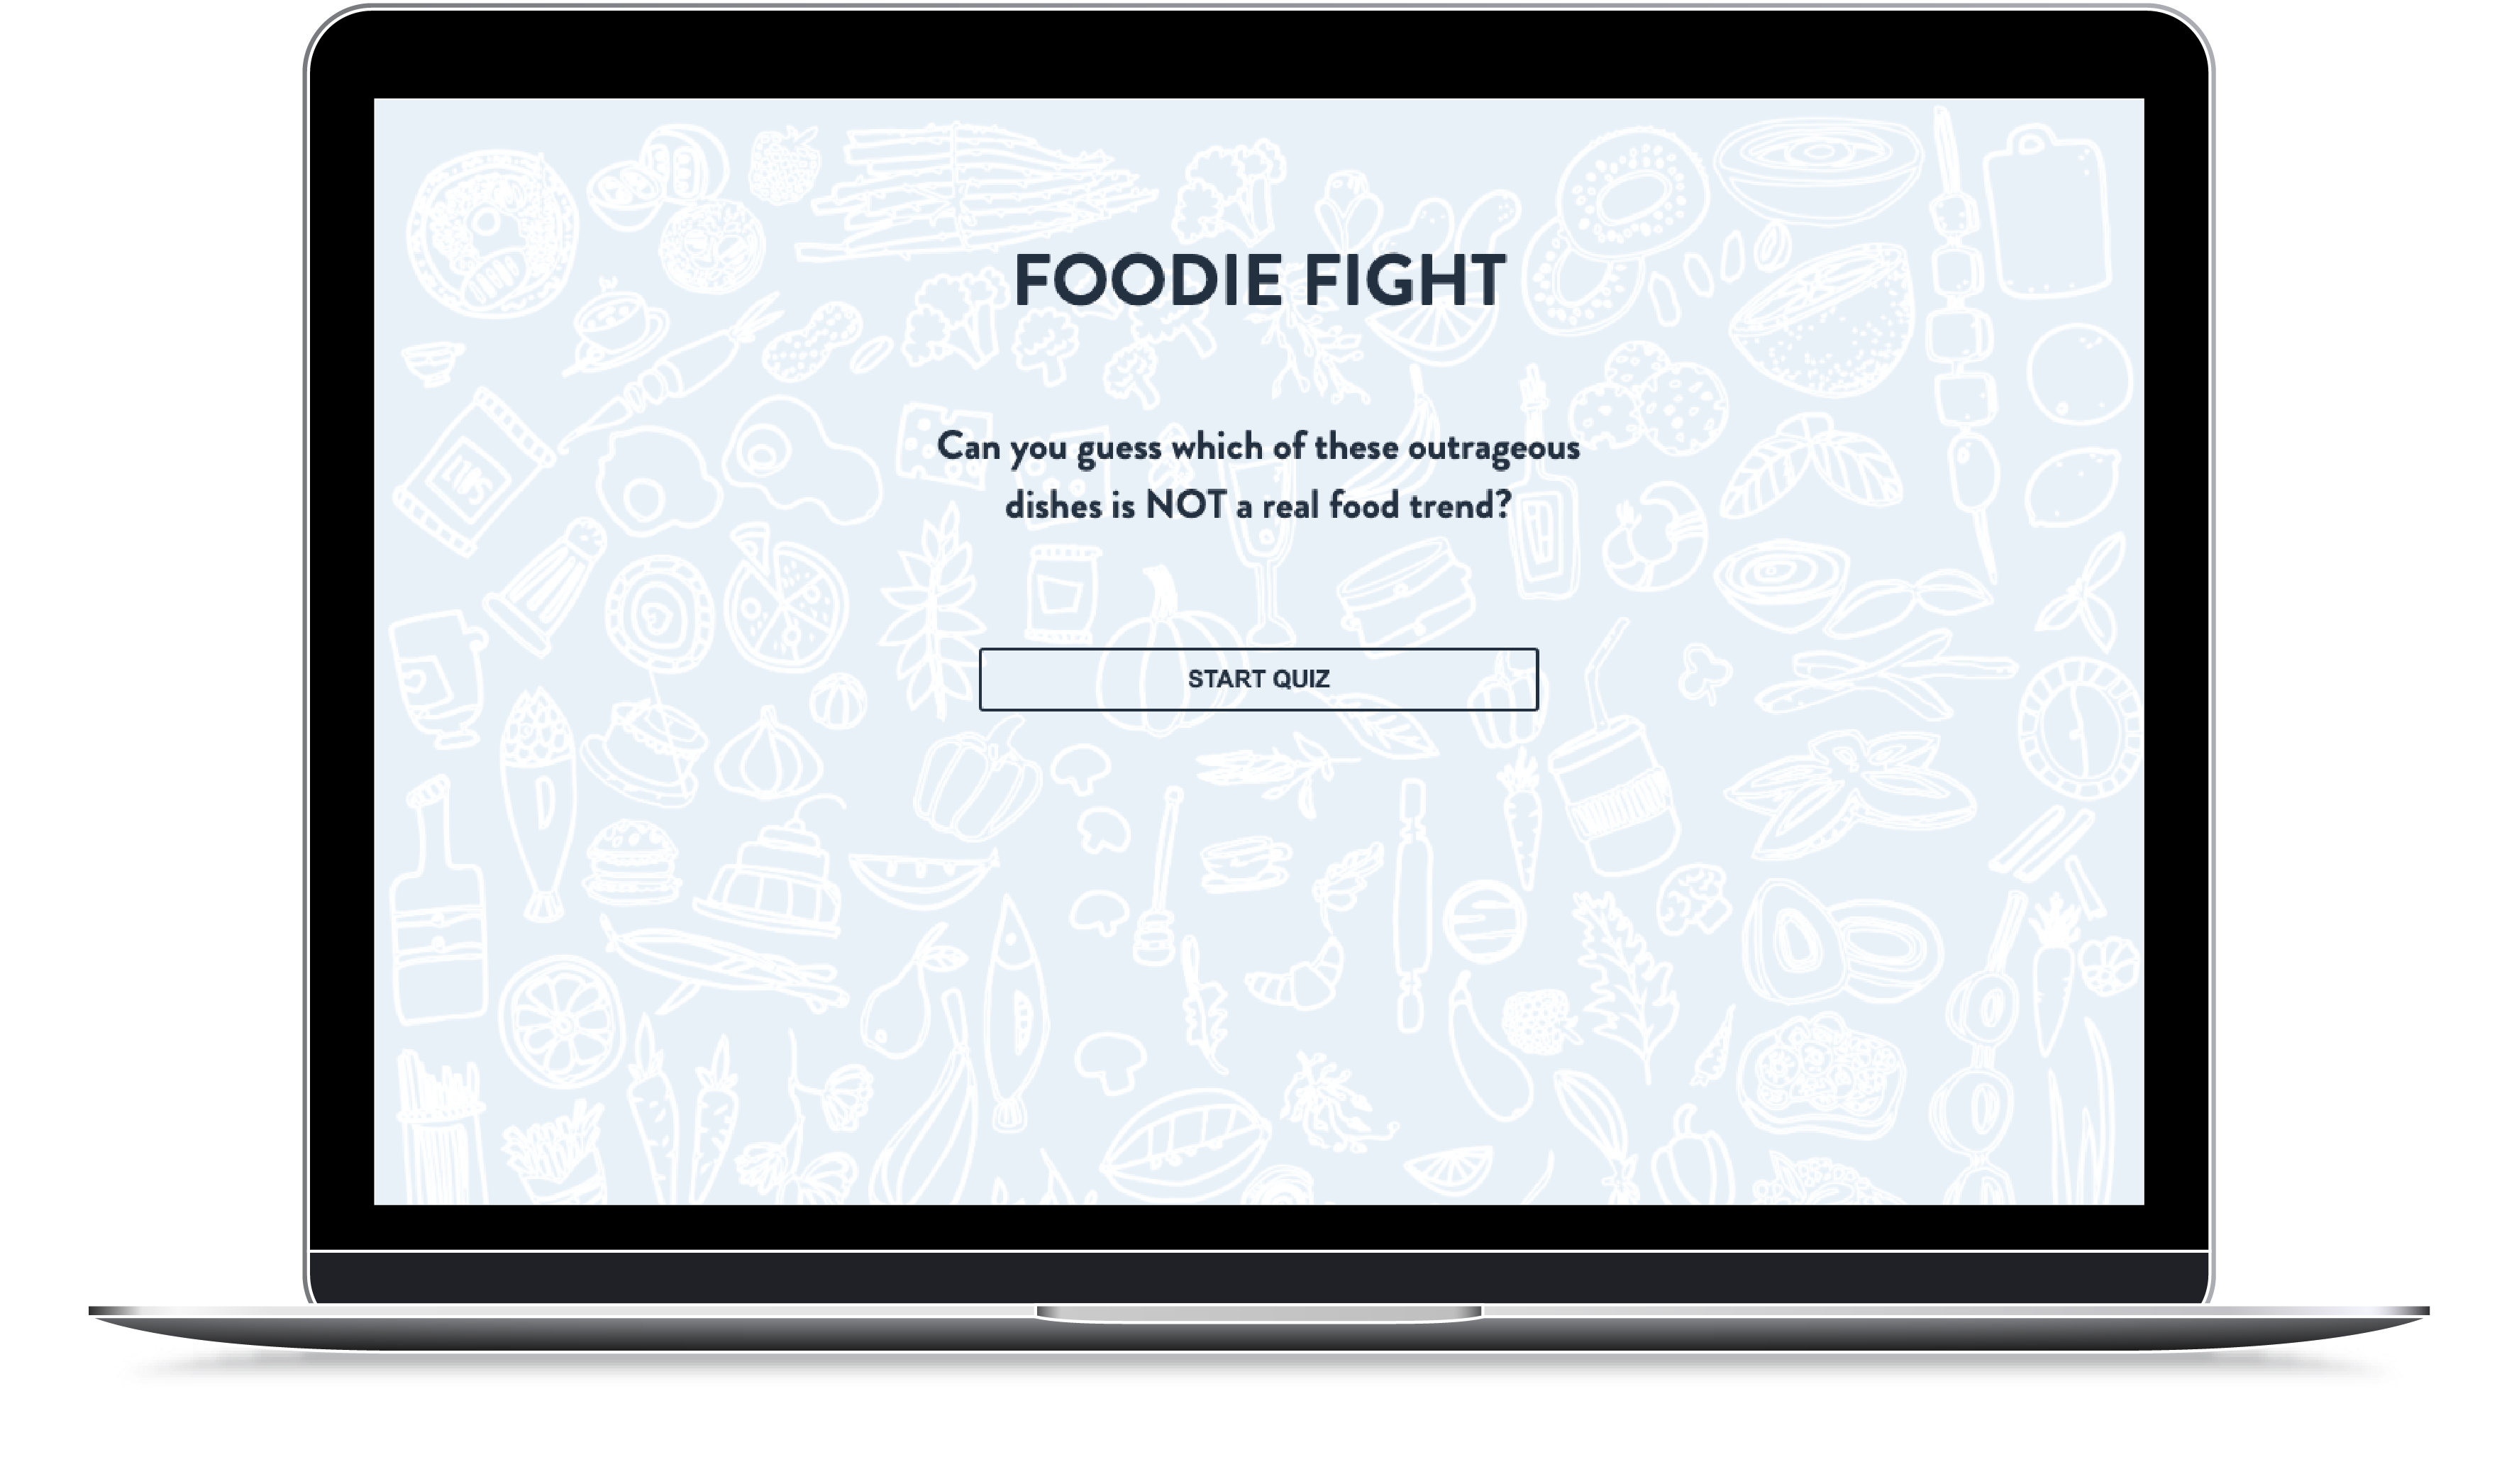 FOODIE FIGHT
Can you guess which of these outrageous
dishes is NOT a real food trend?
START QUIZ